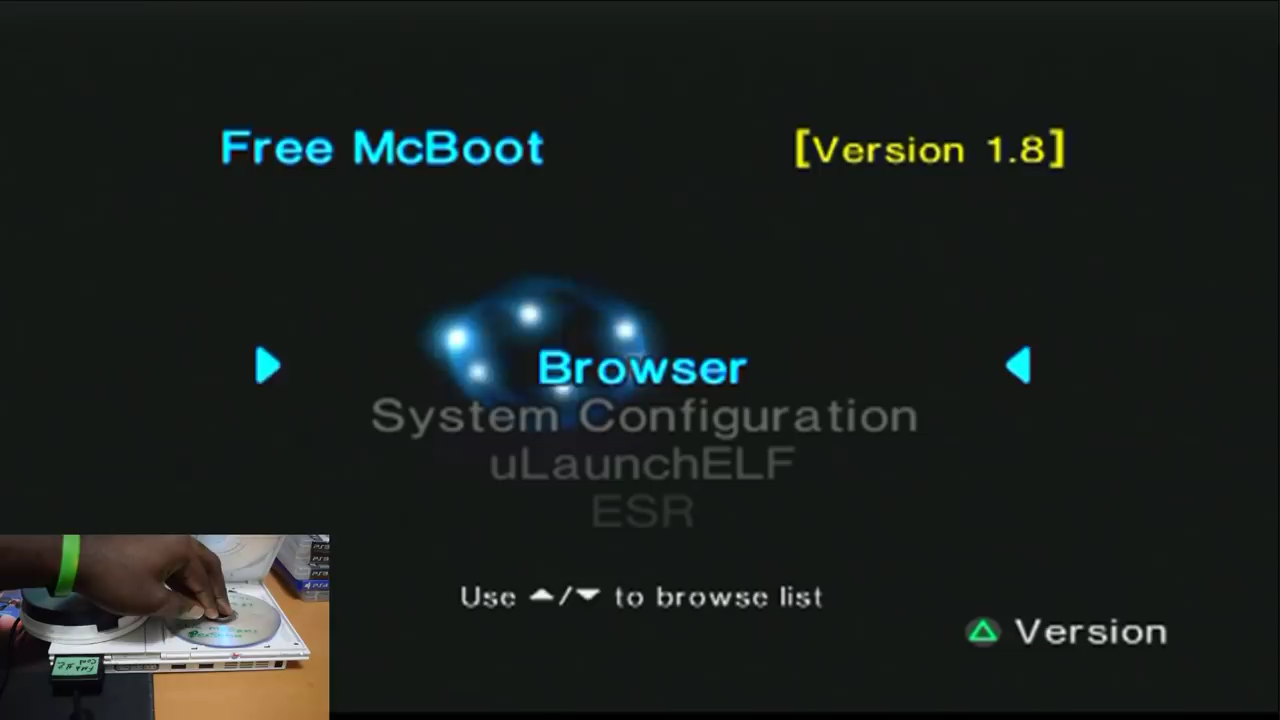 Free McBoot
[Version 1.8]
Browser
System Configuration
uLaunchELF
ESR
Use ▲/▼ to browse list
Version